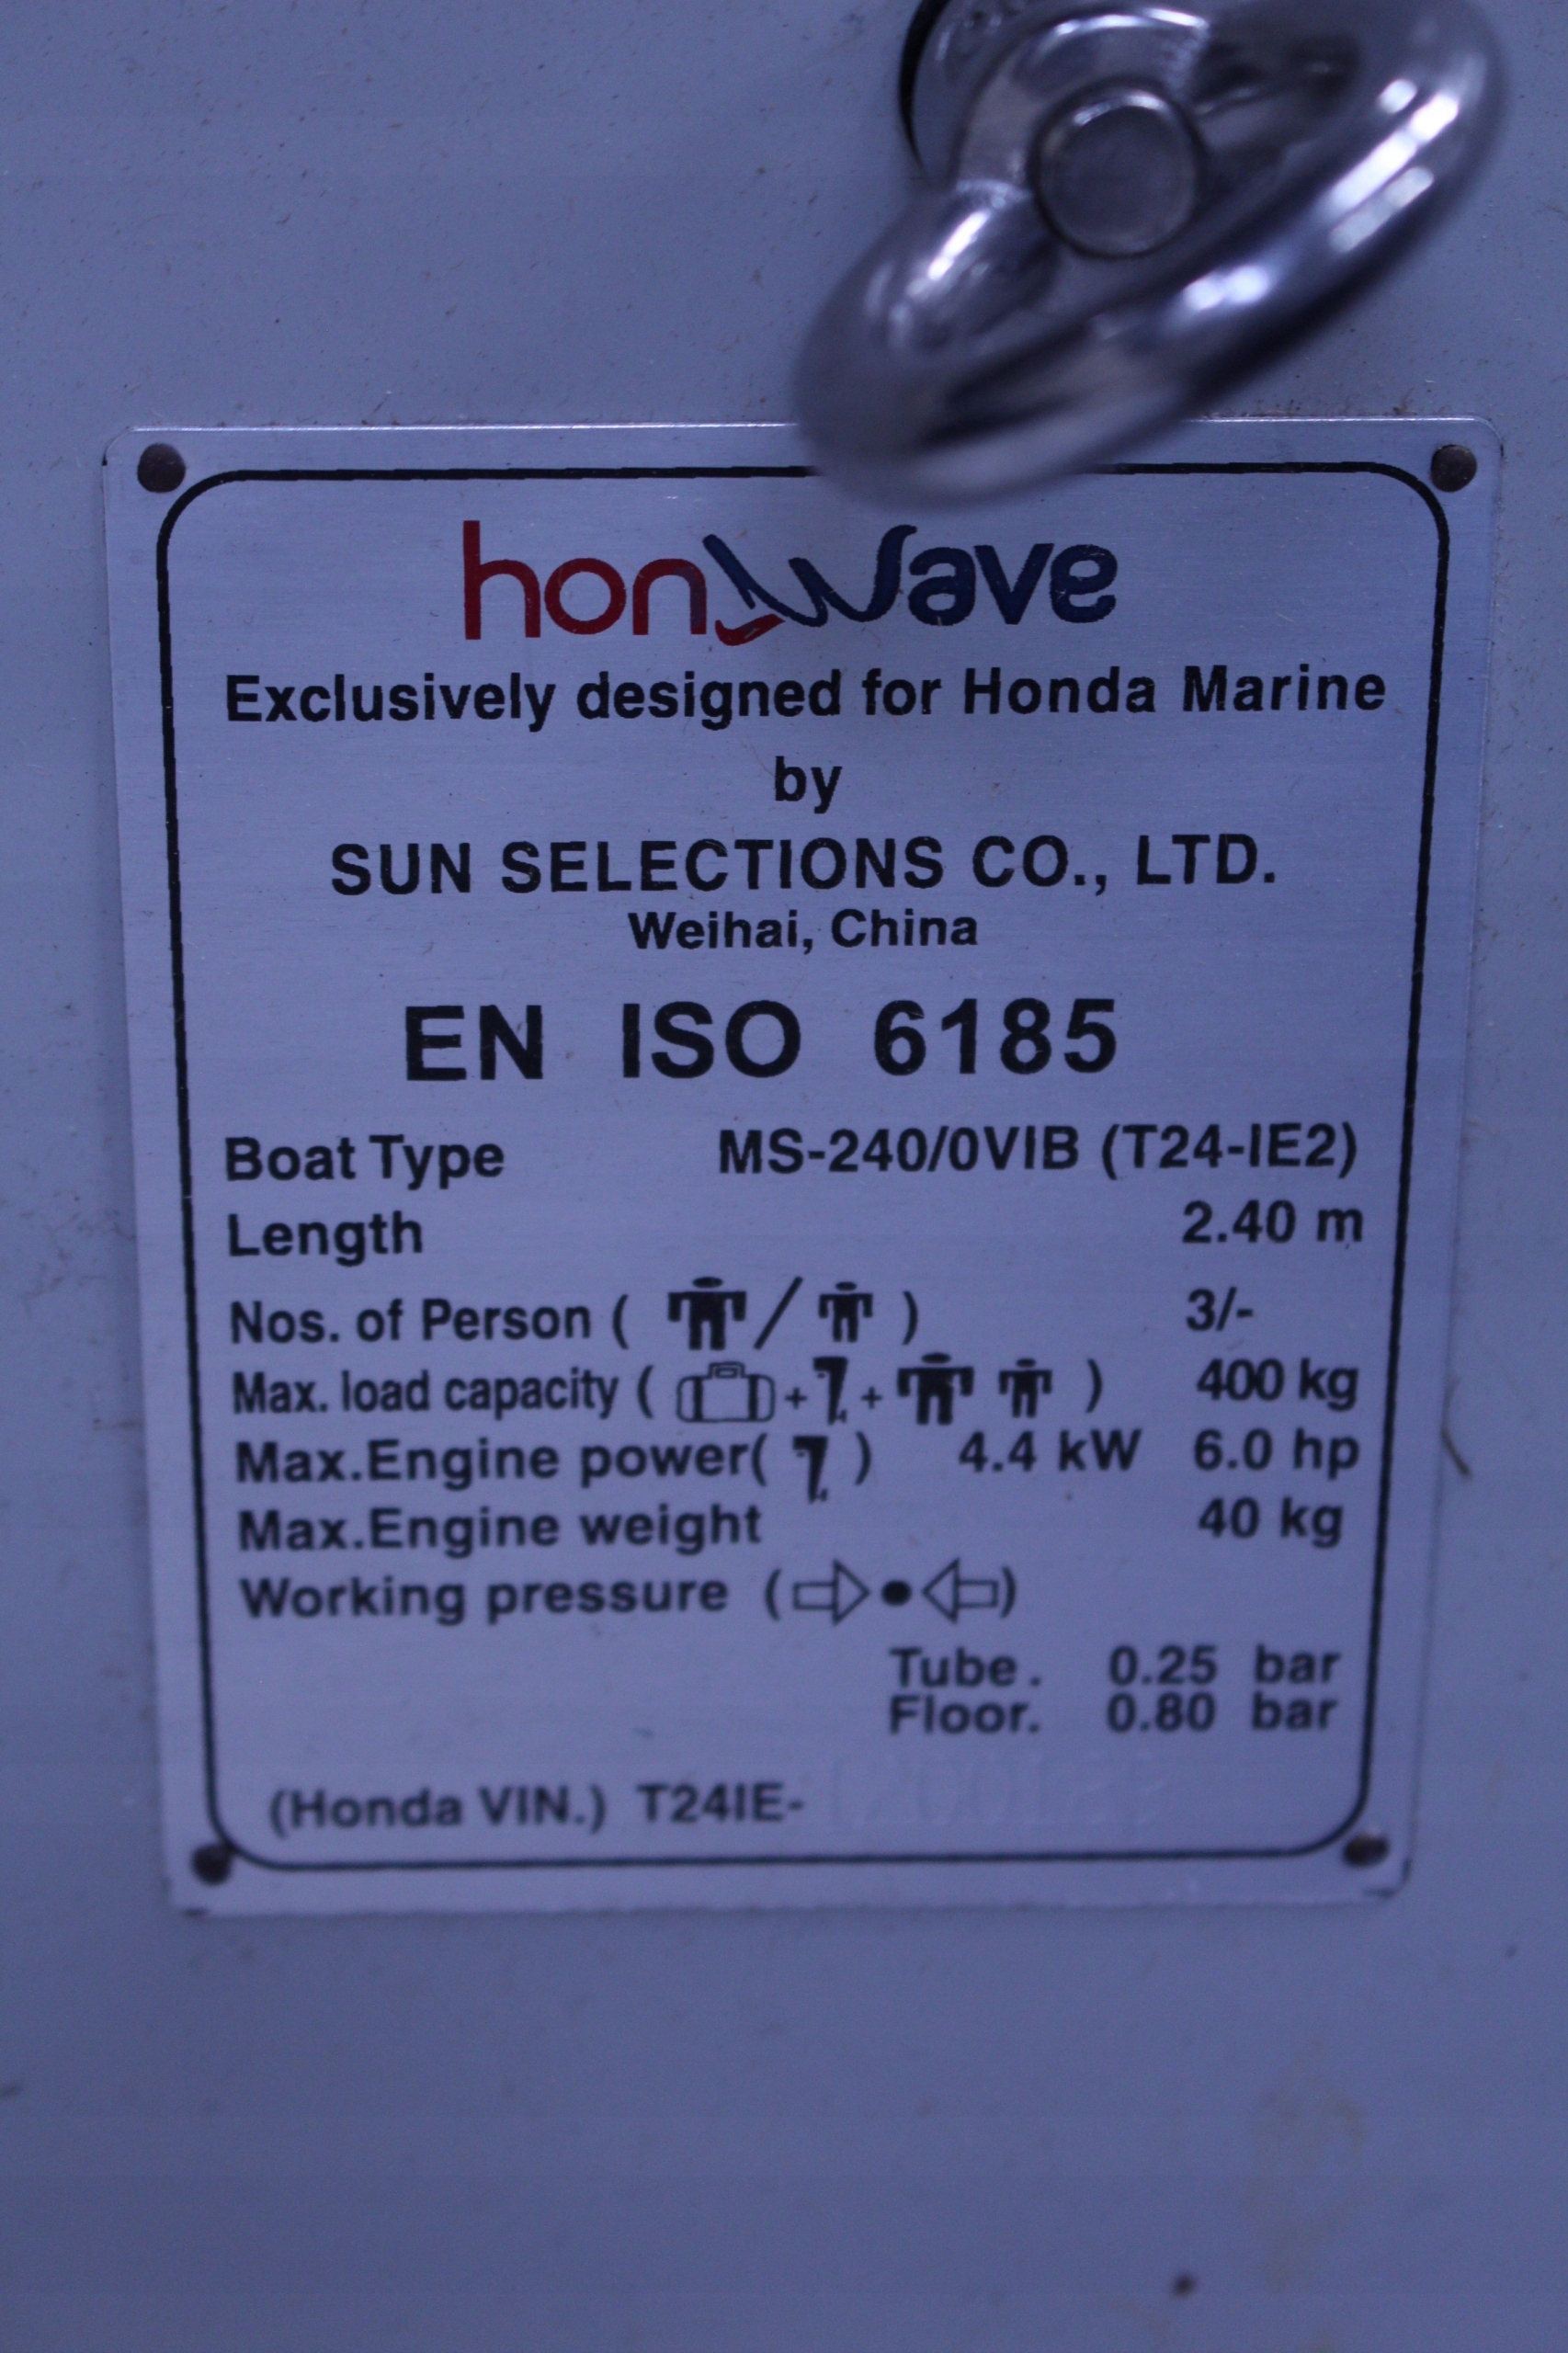 honwave
Exclusively designed for Honda Marine
by
SUN SELECTIONS CO., LTD.
Weihai, China
EN ISO 6185
Boat Type MS-240/0VIB (T24-IE2)
Length 2.40 m
Nos. of Person ( / ) 3/-
Max. load capacity ( + + ) 400 kg
Max.Engine power( ) 4.4 kW 6.0 hp
Max.Engine weight 40 kg
Working pressure ( )
Tube. 0.25 bar
Floor. 0.80 bar
(Honda VIN.) T24IE-